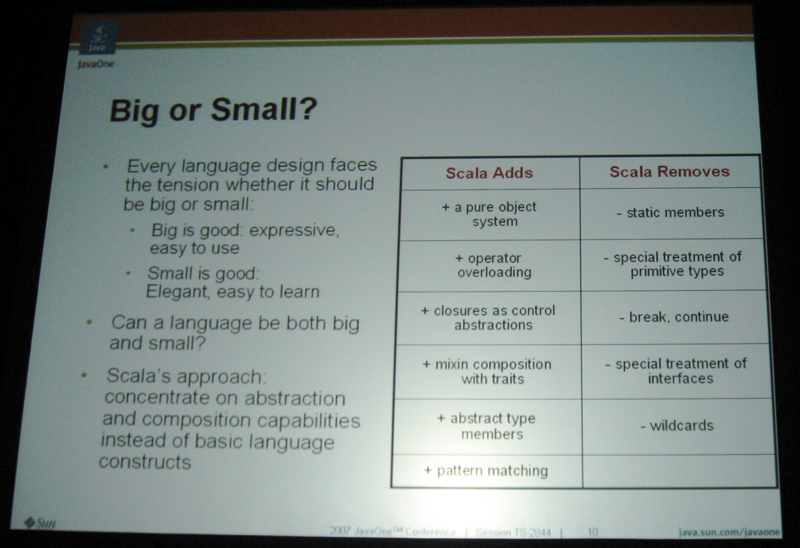 Java
JavaOne
Big or Small?
• Every language design faces
the tension whether it should
be big or small:
• Big is good: expressive,
easy to use
• Small is good:
Elegant, easy to learn
• Can a language be both big
and small?
• Scala's approach:
concentrate on abstraction
and composition capabilities
instead of basic language
constructs
Scala Adds
Scala Removes
+ a pure object
system
- static members
+ operator
overloading
- special treatment of
primitive types
+ closures as control
abstractions
- break, continue
+ mixin composition
with traits
- special treatment of
interfaces
+ abstract type
members
- wildcards
+ pattern matching
Sun
2007 JavaOne℠ Conference | Session TS-2844 | 10
java.sun.com/javaone